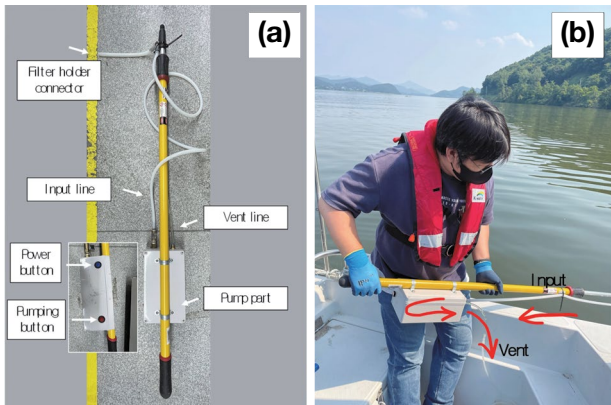 (a)
Filter holder
connector
Input line
Vent line
Power
button
Pump part
Pumping
button
(b)
Input
Vent